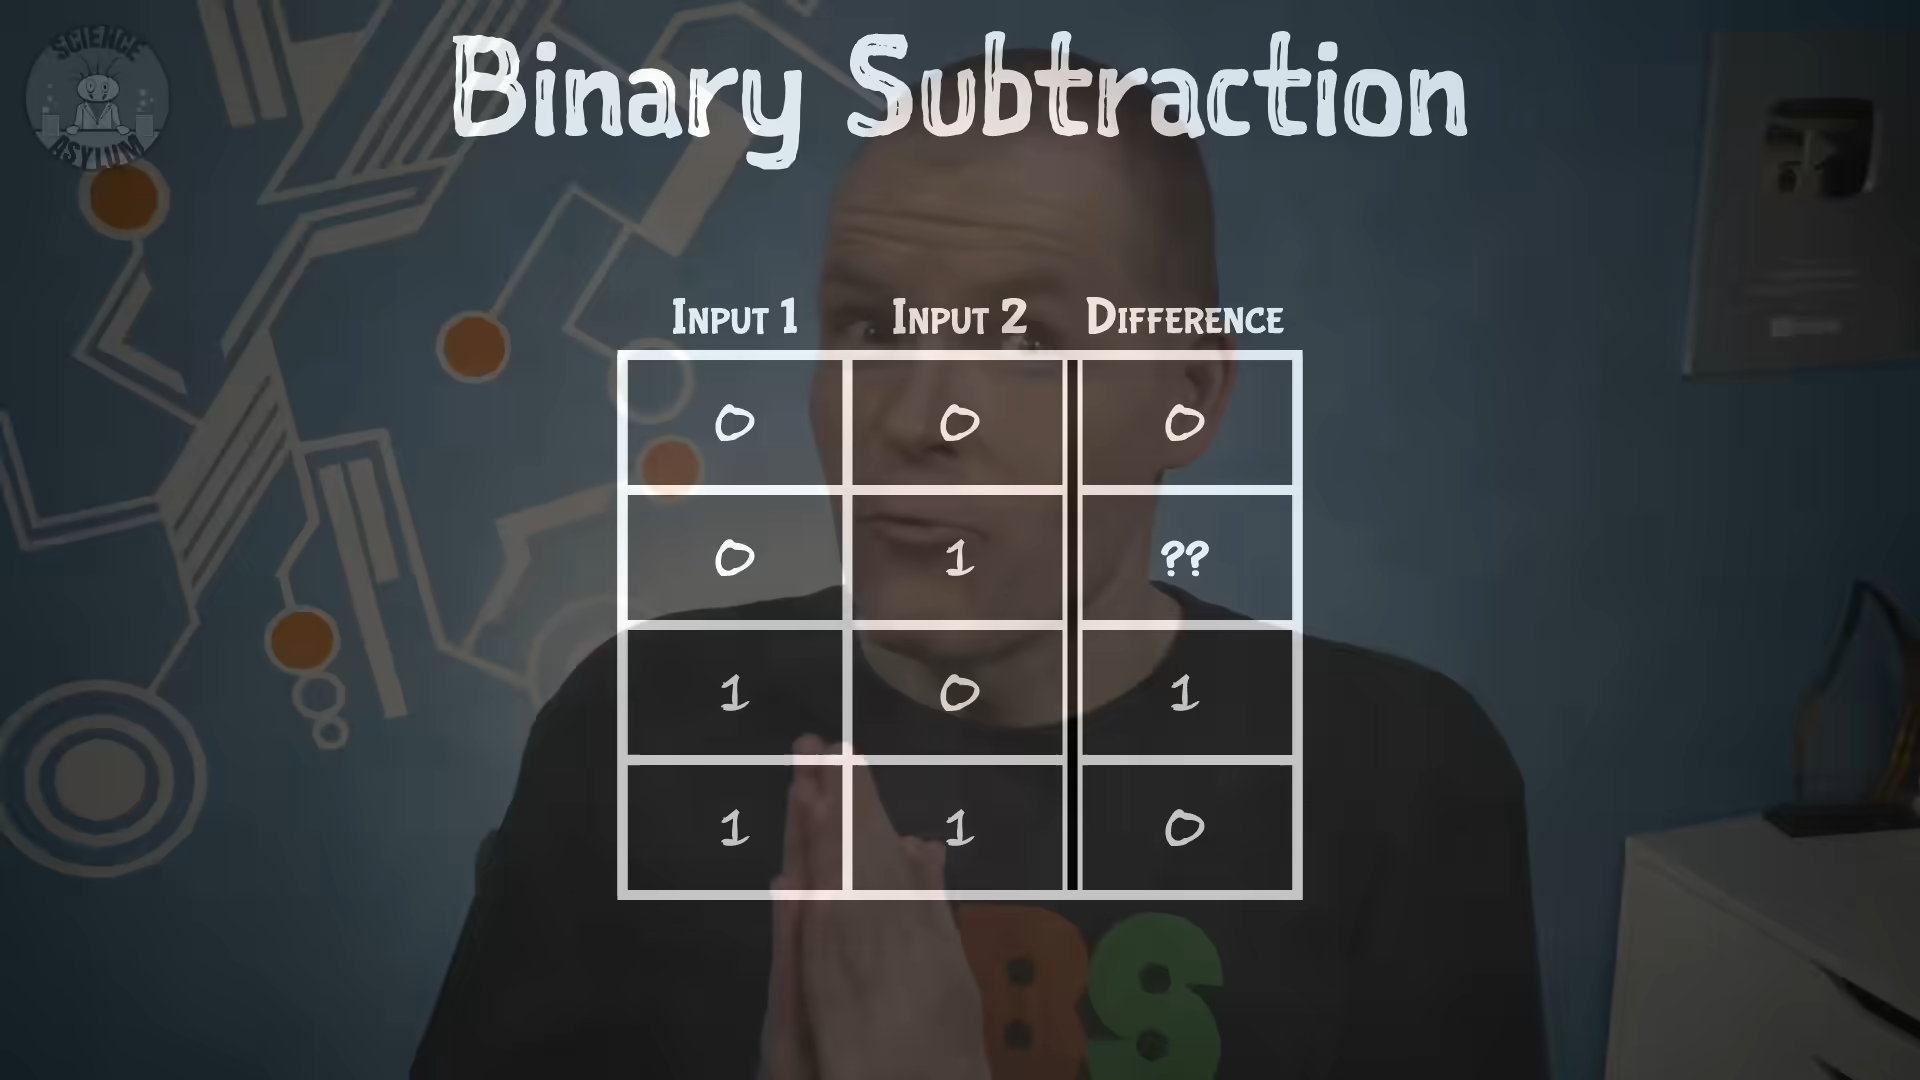 SCIENCE
ASYLUM
Binary Subtraction
INPUT 1 INPUT 2 DIFFERENCE
0 0 0
0 1 ??
1 0 1
1 1 0
BS